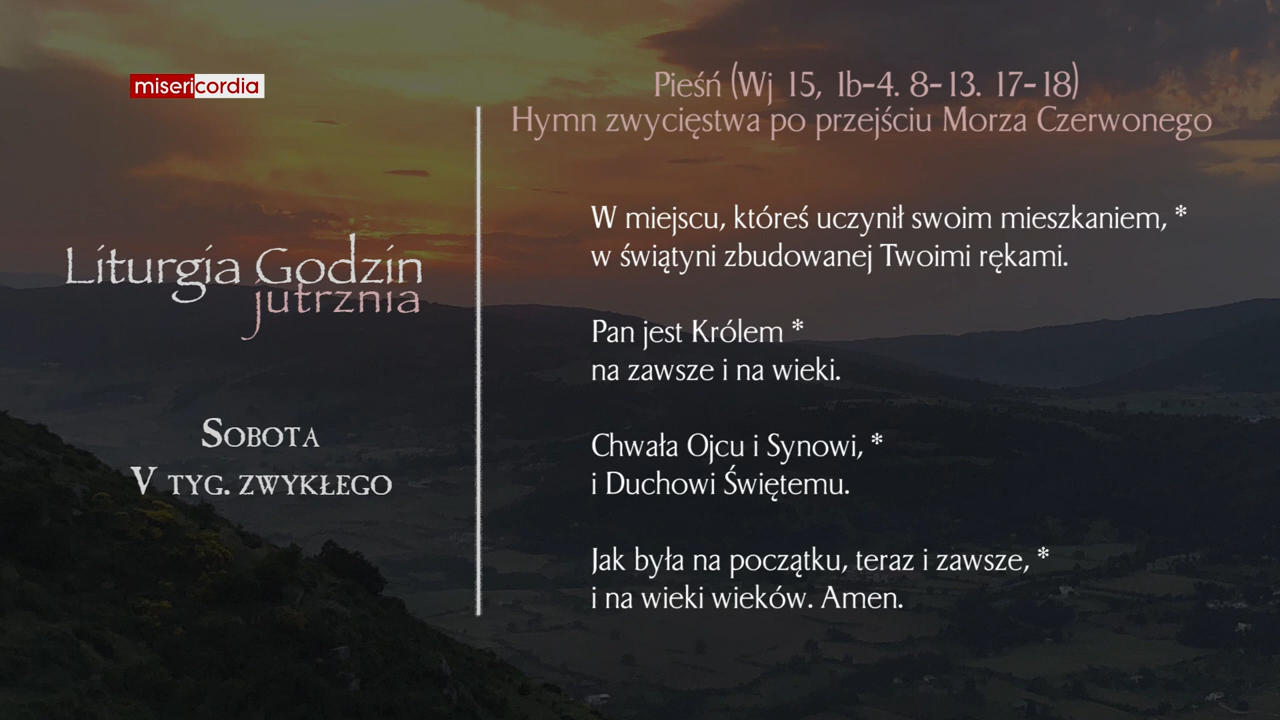 misericordia
Liturgia Godzin
jutrznia
Sobota
V tyg. zwykłego
Pieśń (Wj 15, 1b-4. 8-13. 17-18)
Hymn zwycięstwa po przejściu Morza Czerwonego
W miejscu, któreś uczynił swoim mieszkaniem, *
w świątyni zbudowanej Twoimi rękami.
Pan jest Królem *
na zawsze i na wieki.
Chwała Ojcu i Synowi, *
i Duchowi Świętemu.
Jak była na początku, teraz i zawsze, *
i na wieki wieków. Amen.